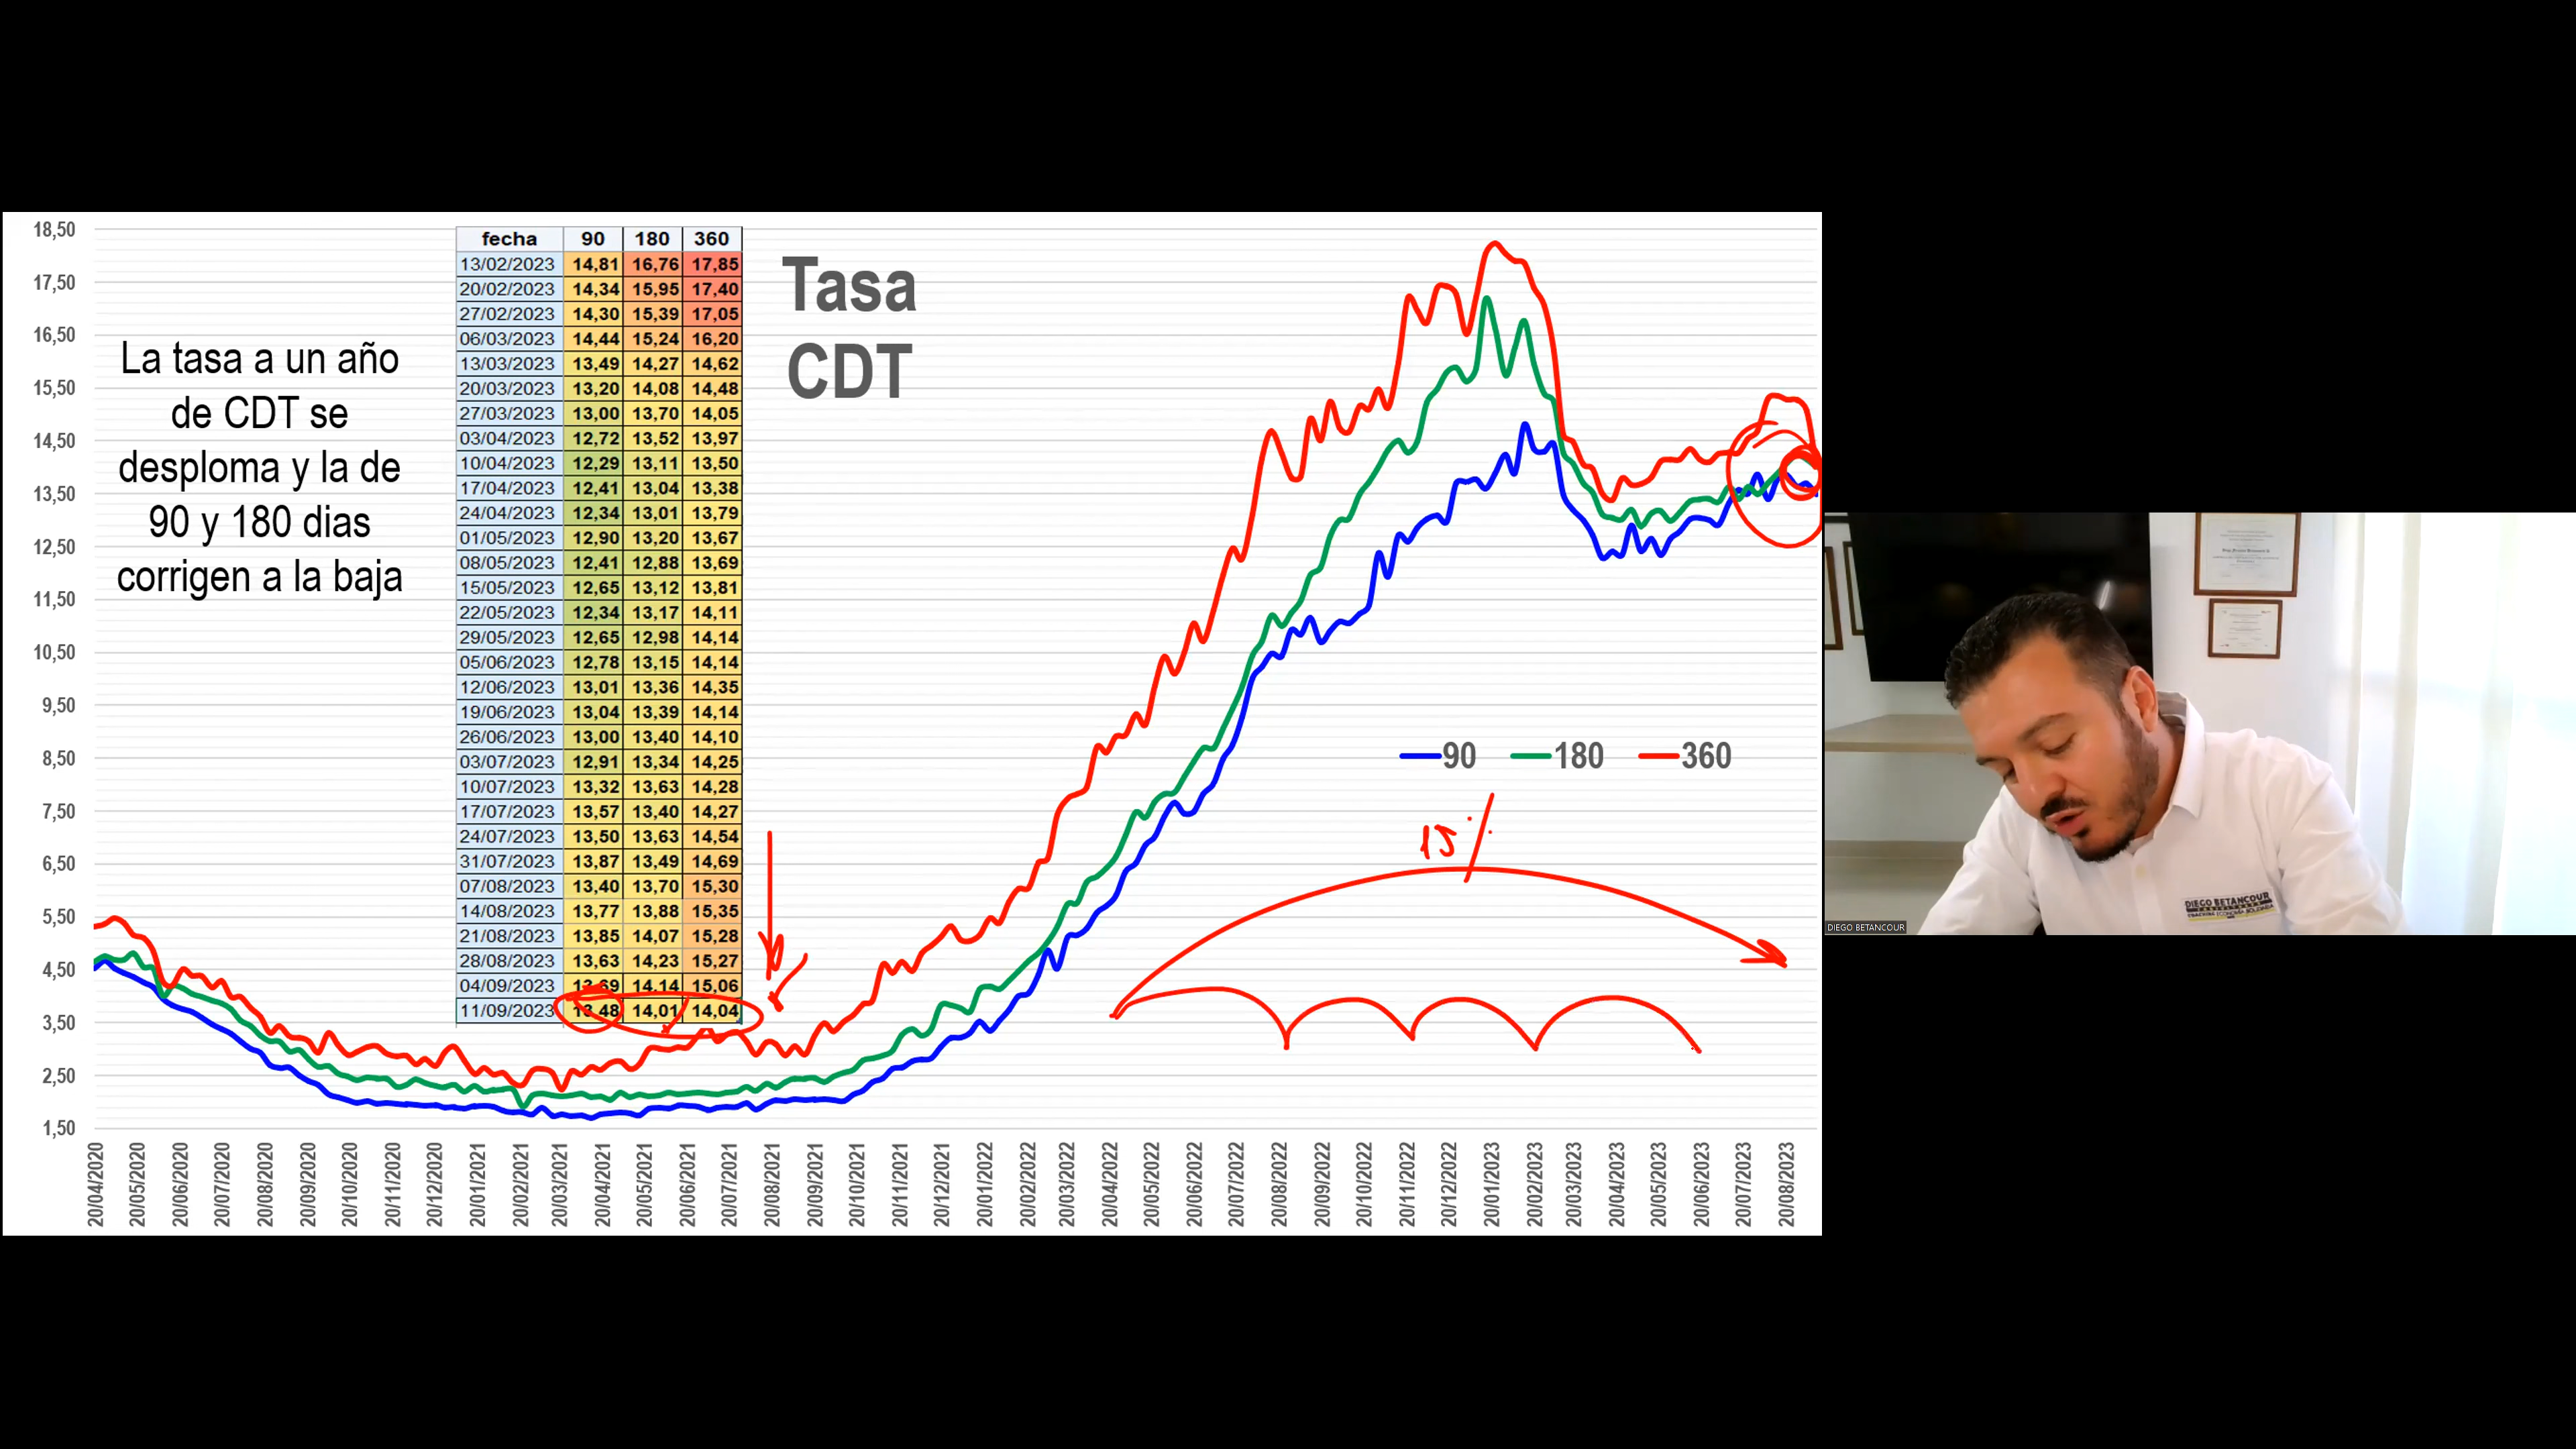 18,50
17,50
16,50
15,50
14,50
13,50
12,50
11,50
10,50
9,50
8,50
7,50
6,50
5,50
4,50
3,50
2,50
1,50
La tasa a un año
de CDT se
desploma y la de
90 y 180 dias
corrigen a la baja
fecha 90 180 360
13/02/2023 14,81 16,76 17,85
20/02/2023 14,34 15,95 17,40
27/02/2023 14,30 15,39 17,05
06/03/2023 14,44 15,24 16,20
13/03/2023 13,49 14,27 14,62
20/03/2023 13,20 14,08 14,48
27/03/2023 13,00 13,70 14,05
03/04/2023 12,72 13,52 13,97
10/04/2023 12,29 13,11 13,50
17/04/2023 12,41 13,04 13,38
24/04/2023 12,34 13,01 13,79
01/05/2023 12,90 13,20 13,67
08/05/2023 12,41 12,88 13,69
15/05/2023 12,65 13,12 13,81
22/05/2023 12,34 13,17 14,11
29/05/2023 12,65 12,98 14,14
05/06/2023 12,78 13,15 14,14
12/06/2023 13,01 13,36 14,35
19/06/2023 13,04 13,39 14,14
26/06/2023 13,00 13,40 14,10
03/07/2023 12,91 13,34 14,25
10/07/2023 13,32 13,63 14,28
17/07/2023 13,57 13,40 14,27
24/07/2023 13,50 13,63 14,54
31/07/2023 13,87 13,49 14,69
07/08/2023 13,40 13,70 15,30
14/08/2023 13,77 13,88 15,35
21/08/2023 13,85 14,07 15,28
28/08/2023 13,63 14,23 15,27
04/09/2023 13,69 14,14 15,06
11/09/2023 13,48 14,01 14,04
Tasa
CDT
90 180 360
15%
20/04/2020
20/05/2020
20/06/2020
20/07/2020
20/08/2020
20/09/2020
20/10/2020
20/11/2020
20/12/2020
20/01/2021
20/02/2021
20/03/2021
20/04/2021
20/05/2021
20/06/2021
20/07/2021
20/08/2021
20/09/2021
20/10/2021
20/11/2021
20/12/2021
20/01/2022
20/02/2022
20/03/2022
20/04/2022
20/05/2022
20/06/2022
20/07/2022
20/08/2022
20/09/2022
20/10/2022
20/11/2022
20/12/2022
20/01/2023
20/02/2023
20/03/2023
20/04/2023
20/05/2023
20/06/2023
20/07/2023
20/08/2023
DIEGO BETANCOUR
DIEGO BETANCOUR